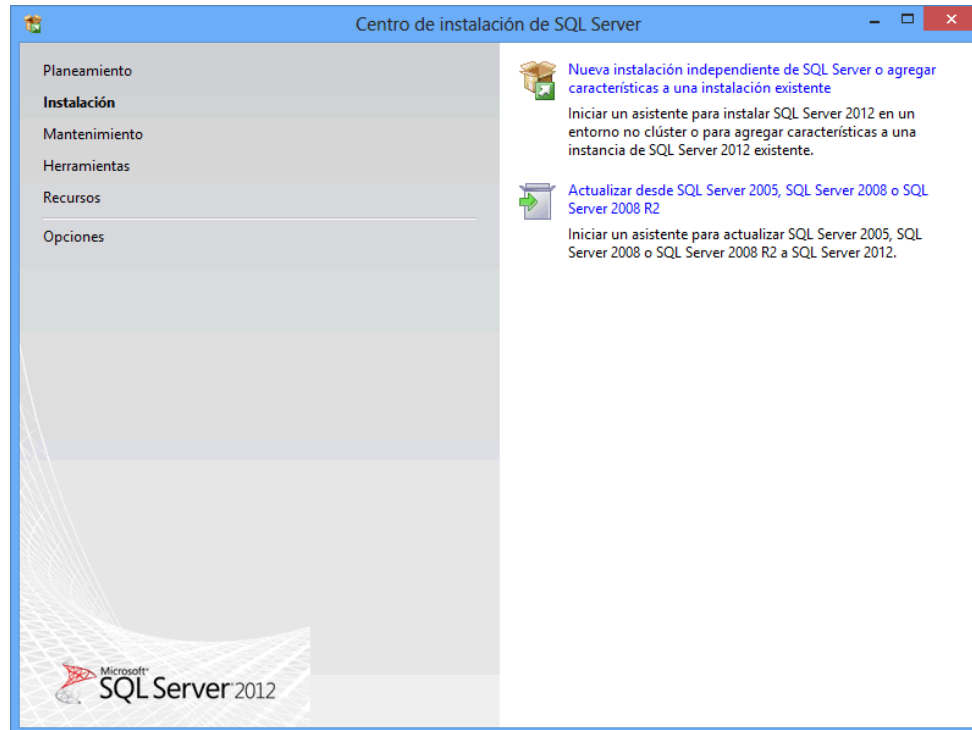 Centro de instalación de SQL Server
Planeamiento
Instalación
Mantenimiento
Herramientas
Recursos
Opciones
Nueva instalación independiente de SQL Server o agregar
características a una instalación existente
Iniciar un asistente para instalar SQL Server 2012 en un
entorno no clúster o para agregar características a una
instancia de SQL Server 2012 existente.
Actualizar desde SQL Server 2005, SQL Server 2008 o SQL
Server 2008 R2
Iniciar un asistente para actualizar SQL Server 2005, SQL
Server 2008 o SQL Server 2008 R2 a SQL Server 2012.
Microsoft®
SQL Server® 2012